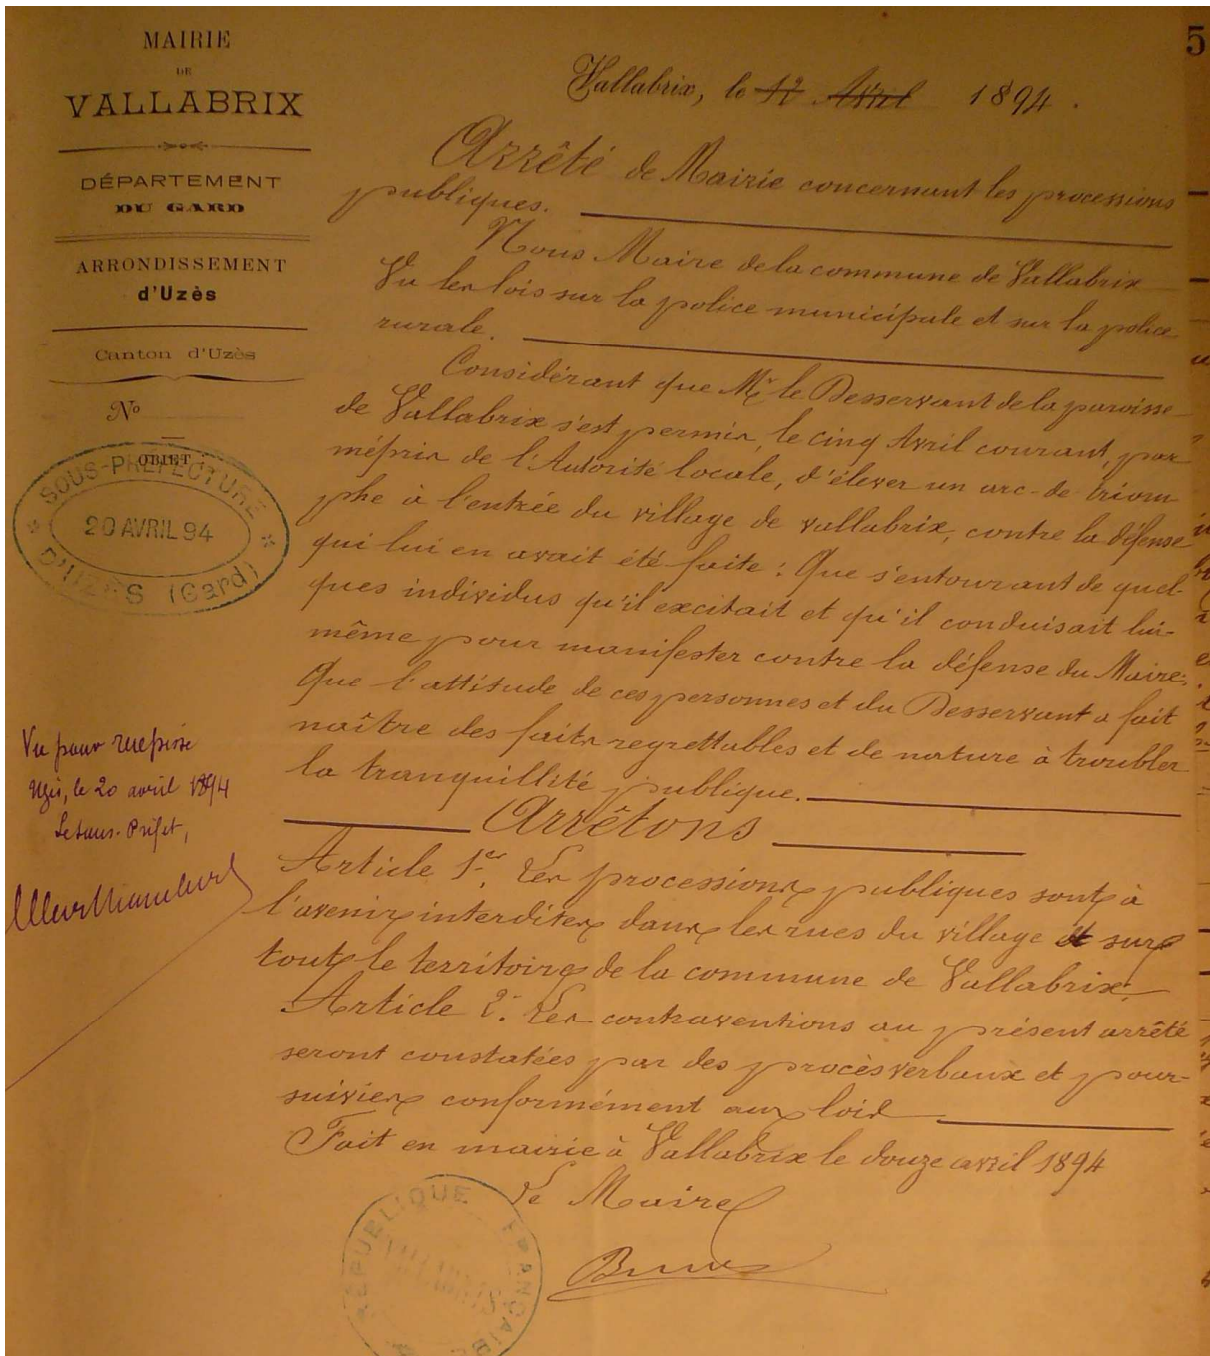 MAIRIE
DE
VALLABRIX
DÉPARTEMENT
DU GARD
ARRONDISSEMENT
d'Uzès
Canton d'Uzès
No
OBJET
SOUS-PRÉFECTURE
20 AVRIL 94
D'UZÈS (Gard)
Vu pour recepissé
Uzès, le 20 avril 1894
Le Sous-Préfet,
5
Vallabrix, le 12 Avril 1894.
Arrêté de Mairie concernant les processions
publiques.
Nous Maire de la commune de Vallabrix
Vu les lois sur la police municipale et sur la police
rurale.
Considérant que Mr le Desservant de la paroisse
de Vallabrix s'est permis, le cinq Avril courant, par
mépris de l'Autorité locale, d'élever un arc-de-triom
phe à l'entrée du village de vallabrix, contre la défense
qui lui en avait été faite : Que s'entourant de quel-
ques individus qu'il excitait et qu'il conduisait lui-
même pour manifester contre la défense du Maire;
Que l'attitude de ces personnes et du Desservant a fait
naître des faits regrettables et de nature à troubler
la tranquillité publique.
Arrêtons
Article 1er. Les processions publiques sont à
l'avenir interdites dans les rues du village et sur
tout le territoire de la commune de Vallabrix.
Article 2. Les contraventions au présent arrêté
seront constatées par des procès verbaux et pour-
suivies conformément aux lois
Fait en mairie à Vallabrix le douze avril 1894
Le Maire
RÉPUBLIQUE FRANÇAISE